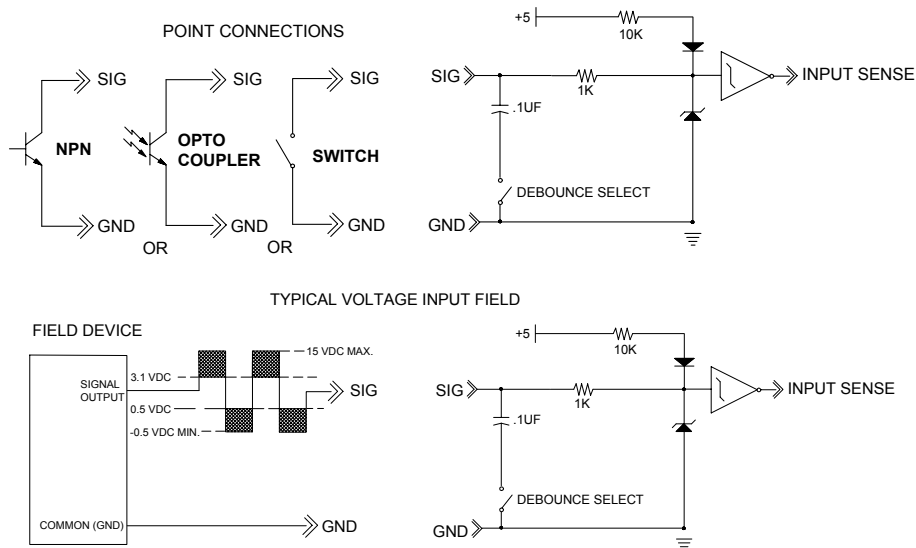 POINT CONNECTIONS
SIG
SIG
SIG
NPN
OPTO
COUPLER
SWITCH
GND
GND
GND
OR
OR
+5
10K
SIG
1K
INPUT SENSE
.1UF
DEBOUNCE SELECT
GND
TYPICAL VOLTAGE INPUT FIELD
FIELD DEVICE
15 VDC MAX.
3.1 VDC
SIGNAL
OUTPUT
SIG
0.5 VDC
-0.5 VDC MIN.
COMMON (GND)
GND
+5
10K
SIG
1K
INPUT SENSE
.1UF
DEBOUNCE SELECT
GND